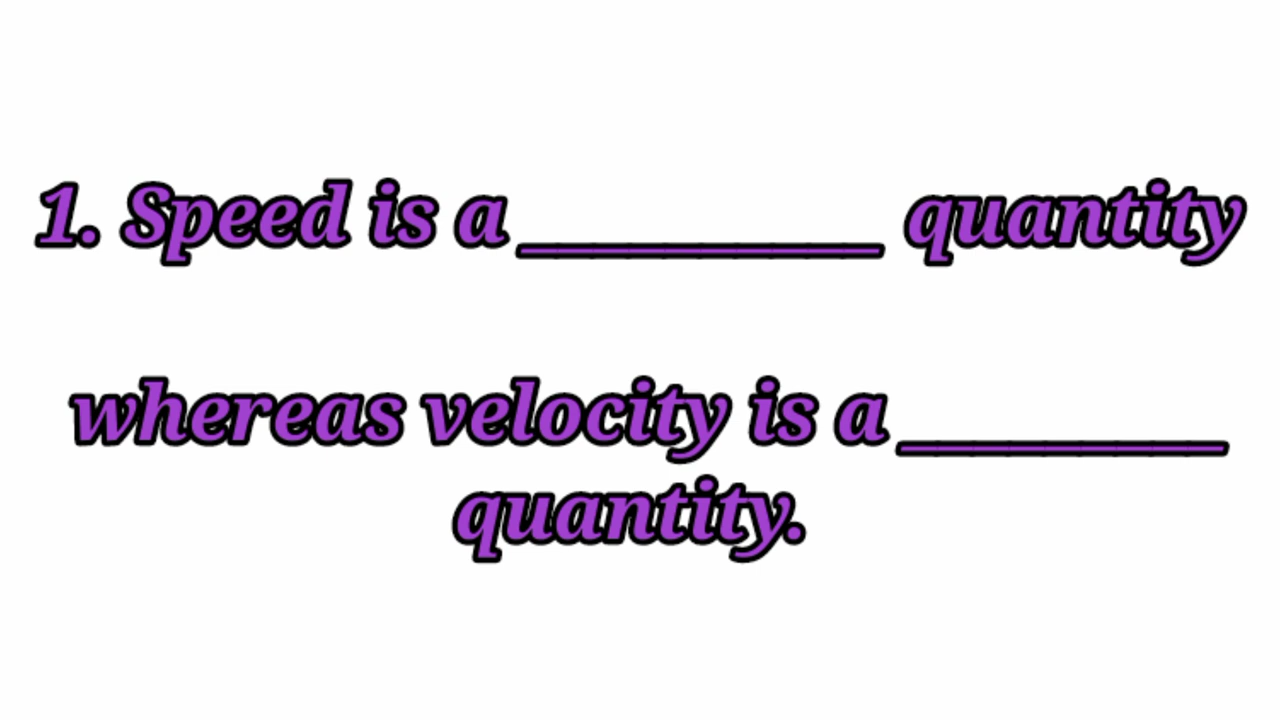 1. Speed is a __________ quantity
whereas velocity is a _________
quantity.